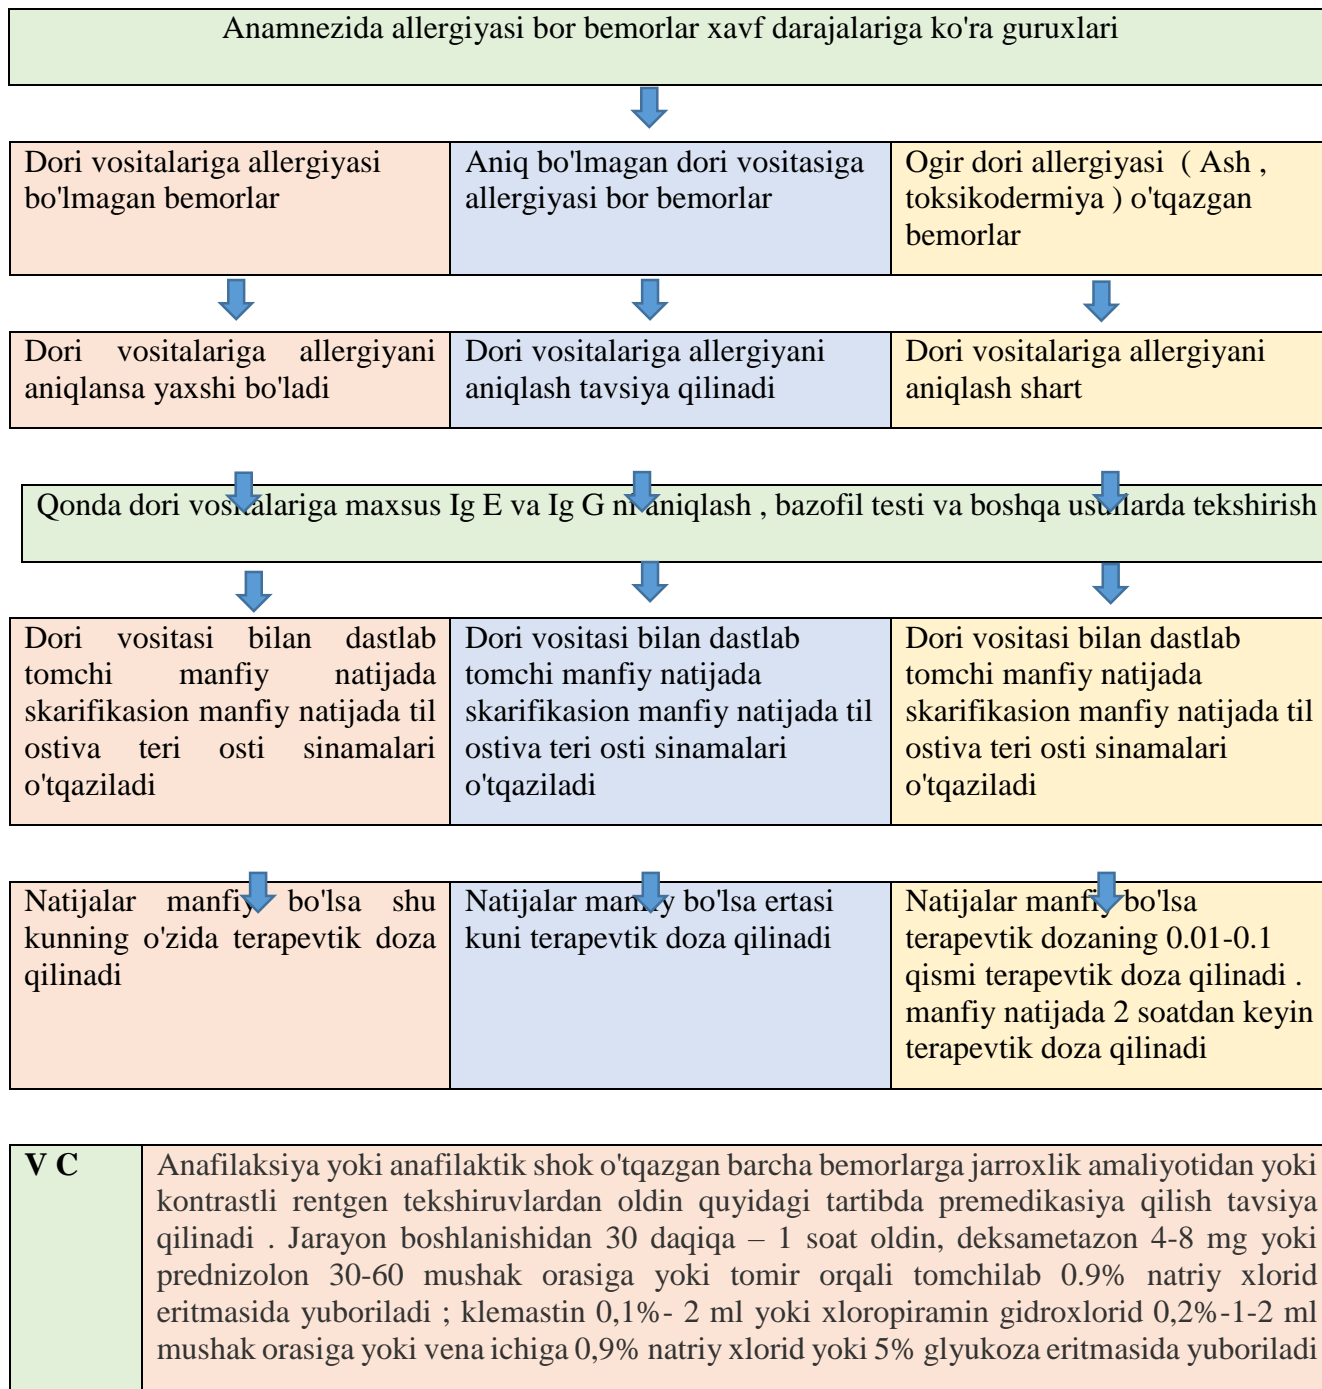 Anamnezida allergiyasi bor bemorlar xavf darajalariga ko'ra guruxlari
Dori vositalariga allergiyasi
bo'lmagan bemorlar
Aniq bo'lmagan dori vositasiga
allergiyasi bor bemorlar
Ogir dori allergiyasi ( Ash ,
toksikodermiya ) o'tqazgan
bemorlar
Dori vositalariga allergiyani
aniqlansa yaxshi bo'ladi
Dori vositalariga allergiyani
aniqlash tavsiya qilinadi
Dori vositalariga allergiyani
aniqlash shart
Qonda dori vositalariga maxsus Ig E va Ig G ni aniqlash , bazofil testi va boshqa usullarda tekshirish
Dori vositasi bilan dastlab
tomchi manfiy natijada
skarifikasion manfiy natijada til
ostiva teri osti sinamalari
o'tqaziladi
Dori vositasi bilan dastlab
tomchi manfiy natijada
skarifikasion manfiy natijada til
ostiva teri osti sinamalari
o'tqaziladi
Dori vositasi bilan dastlab
tomchi manfiy natijada
skarifikasion manfiy natijada til
ostiva teri osti sinamalari
o'tqaziladi
Natijalar manfiy bo'lsa shu
kunning o'zida terapevtik doza
qilinadi
Natijalar manfiy bo'lsa ertasi
kuni terapevtik doza qilinadi
Natijalar manfiy bo'lsa
terapevtik dozaning 0.01-0.1
qismi terapevtik doza qilinadi .
manfiy natijada 2 soatdan keyin
terapevtik doza qilinadi
V C
Anafilaksiya yoki anafilaktik shok o'tqazgan barcha bemorlarga jarroxlik amaliyotidan yoki
kontrastli rentgen tekshiruvlardan oldin quyidagi tartibda premedikasiya qilish tavsiya
qilinadi . Jarayon boshlanishidan 30 daqiqa – 1 soat oldin, deksametazon 4-8 mg yoki
prednizolon 30-60 mushak orasiga yoki tomir orqali tomchilab 0.9% natriy xlorid
eritmasida yuboriladi ; klemastin 0,1%- 2 ml yoki xloropiramin gidroxlorid 0,2%-1-2 ml
mushak orasiga yoki vena ichiga 0,9% natriy xlorid yoki 5% glyukoza eritmasida yuboriladi